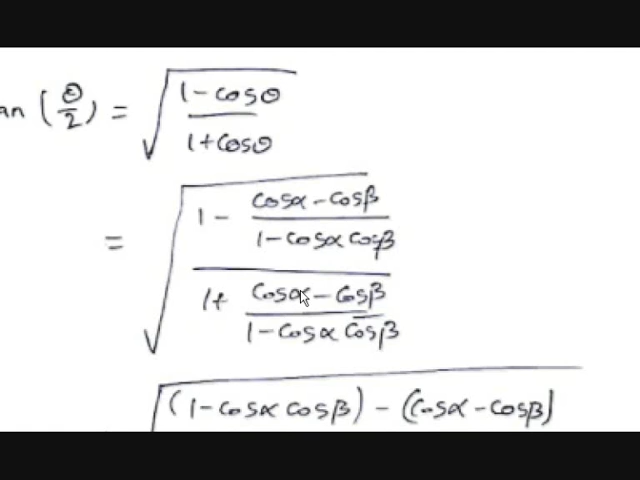 an (θ/2) = √((1 - cosθ)/(1 + cosθ))
= √((1 - (cosα - cosβ)/(1 - cosα cosβ))/(1 + (cosα - cosβ)/(1 - cosα cosβ)))
√((1 - cosα cosβ) - (cosα - cosβ)